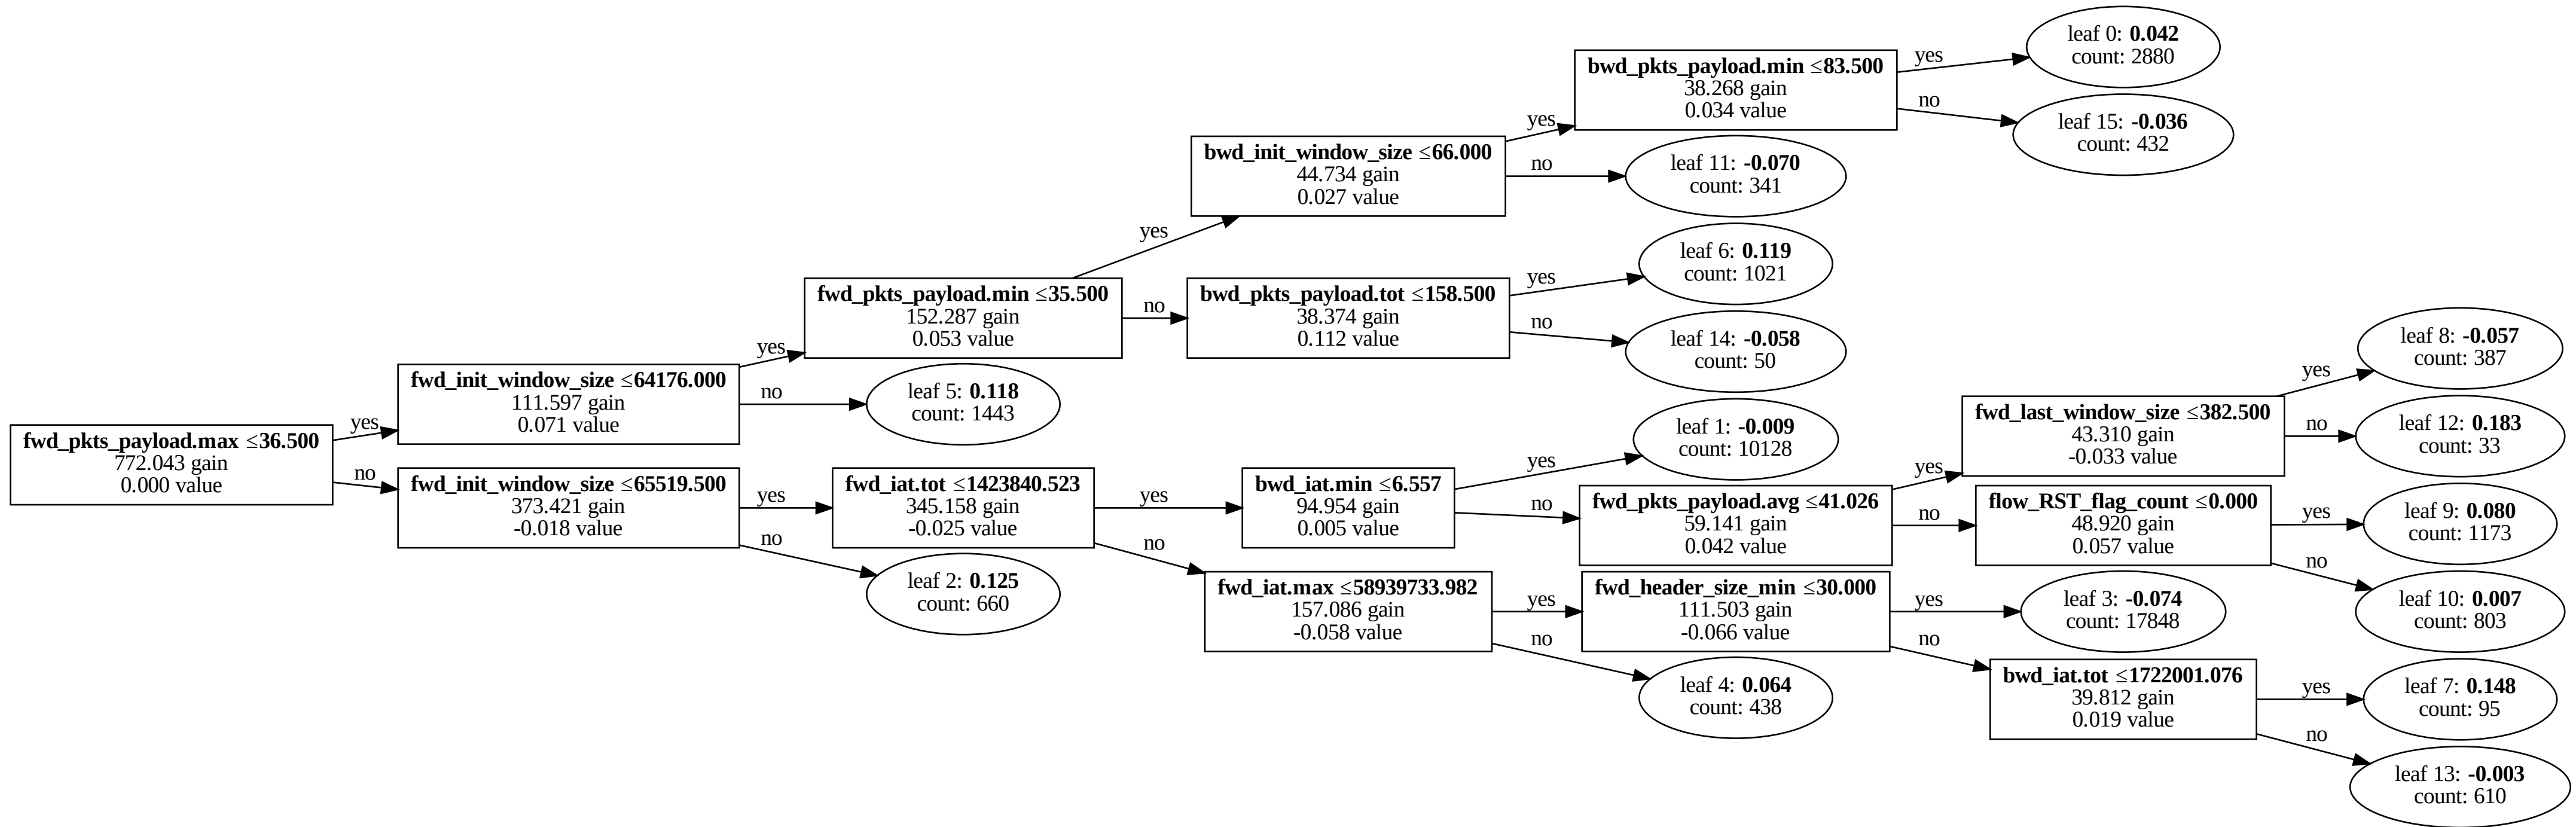 fwd_pkts_payload.max ≤36.500
772.043 gain
0.000 value
yes
no
fwd_init_window_size ≤64176.000
111.597 gain
0.071 value
yes
no
fwd_init_window_size ≤65519.500
373.421 gain
-0.018 value
yes
no
fwd_pkts_payload.min ≤35.500
152.287 gain
0.053 value
yes
no
leaf 5: 0.118
count: 1443
fwd_iat.tot ≤1423840.523
345.158 gain
-0.025 value
yes
no
leaf 2: 0.125
count: 660
bwd_init_window_size ≤66.000
44.734 gain
0.027 value
yes
no
bwd_pkts_payload.tot ≤158.500
38.374 gain
0.112 value
yes
no
bwd_iat.min ≤6.557
94.954 gain
0.005 value
yes
no
fwd_iat.max ≤58939733.982
157.086 gain
-0.058 value
yes
no
bwd_pkts_payload.min ≤83.500
38.268 gain
0.034 value
yes
no
leaf 11: -0.070
count: 341
leaf 6: 0.119
count: 1021
leaf 14: -0.058
count: 50
leaf 1: -0.009
count: 10128
fwd_pkts_payload.avg ≤41.026
59.141 gain
0.042 value
yes
no
fwd_header_size_min ≤30.000
111.503 gain
-0.066 value
yes
no
leaf 4: 0.064
count: 438
leaf 0: 0.042
count: 2880
leaf 15: -0.036
count: 432
fwd_last_window_size ≤382.500
43.310 gain
-0.033 value
yes
no
flow_RST_flag_count ≤0.000
48.920 gain
0.057 value
yes
no
leaf 3: -0.074
count: 17848
bwd_iat.tot ≤1722001.076
39.812 gain
0.019 value
yes
no
leaf 8: -0.057
count: 387
leaf 12: 0.183
count: 33
leaf 9: 0.080
count: 1173
leaf 10: 0.007
count: 803
leaf 7: 0.148
count: 95
leaf 13: -0.003
count: 610